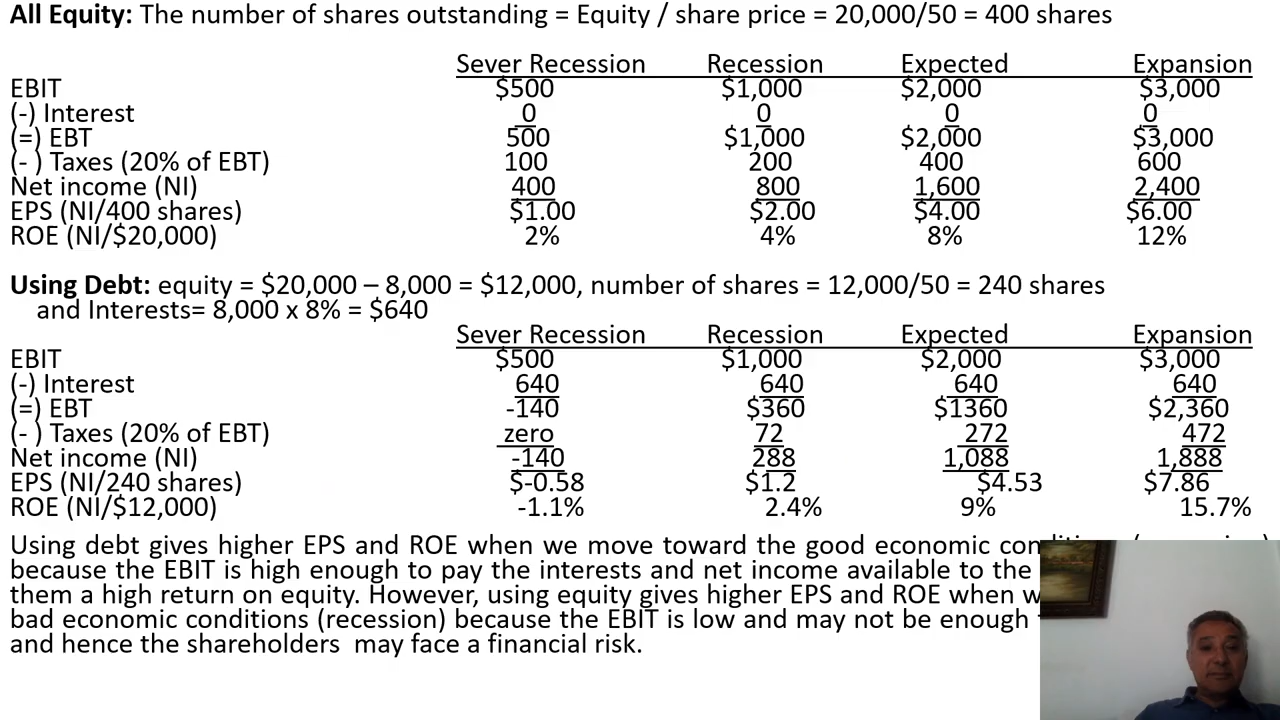 All Equity: The number of shares outstanding = Equity / share price = 20,000/50 = 400 shares
Sever Recession Recession Expected Expansion
EBIT $500 $1,000 $2,000 $3,000
(-) Interest 0 0 0 0
(=) EBT 500 $1,000 $2,000 $3,000
(- ) Taxes (20% of EBT) 100 200 400 600
Net income (NI) 400 800 1,600 2,400
EPS (NI/400 shares) $1.00 $2.00 $4.00 $6.00
ROE (NI/$20,000) 2% 4% 8% 12%
Using Debt: equity = $20,000 – 8,000 = $12,000, number of shares = 12,000/50 = 240 shares
and Interests= 8,000 x 8% = $640
Sever Recession Recession Expected Expansion
EBIT $500 $1,000 $2,000 $3,000
(-) Interest 640 640 640 640
(=) EBT -140 $360 $1360 $2,360
(- ) Taxes (20% of EBT) zero 72 272 472
Net income (NI) -140 288 1,088 1,888
EPS (NI/240 shares) $-0.58 $1.2 $4.53 $7.86
ROE (NI/$12,000) -1.1% 2.4% 9% 15.7%
Using debt gives higher EPS and ROE when we move toward the good economic
because the EBIT is high enough to pay the interests and net income available to the
them a high return on equity. However, using equity gives higher EPS and ROE when
bad economic conditions (recession) because the EBIT is low and may not be enough
and hence the shareholders may face a financial risk.